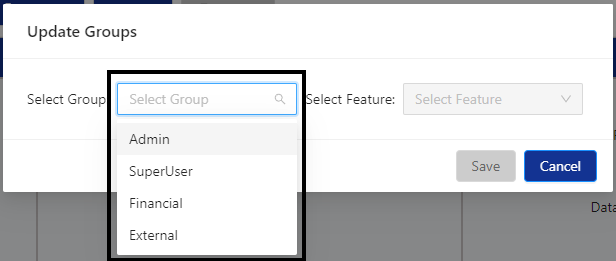 Update Groups
Select Group Select Group Select Feature: Select Feature
Admin
SuperUser
Financial
External
Save Cancel
Data